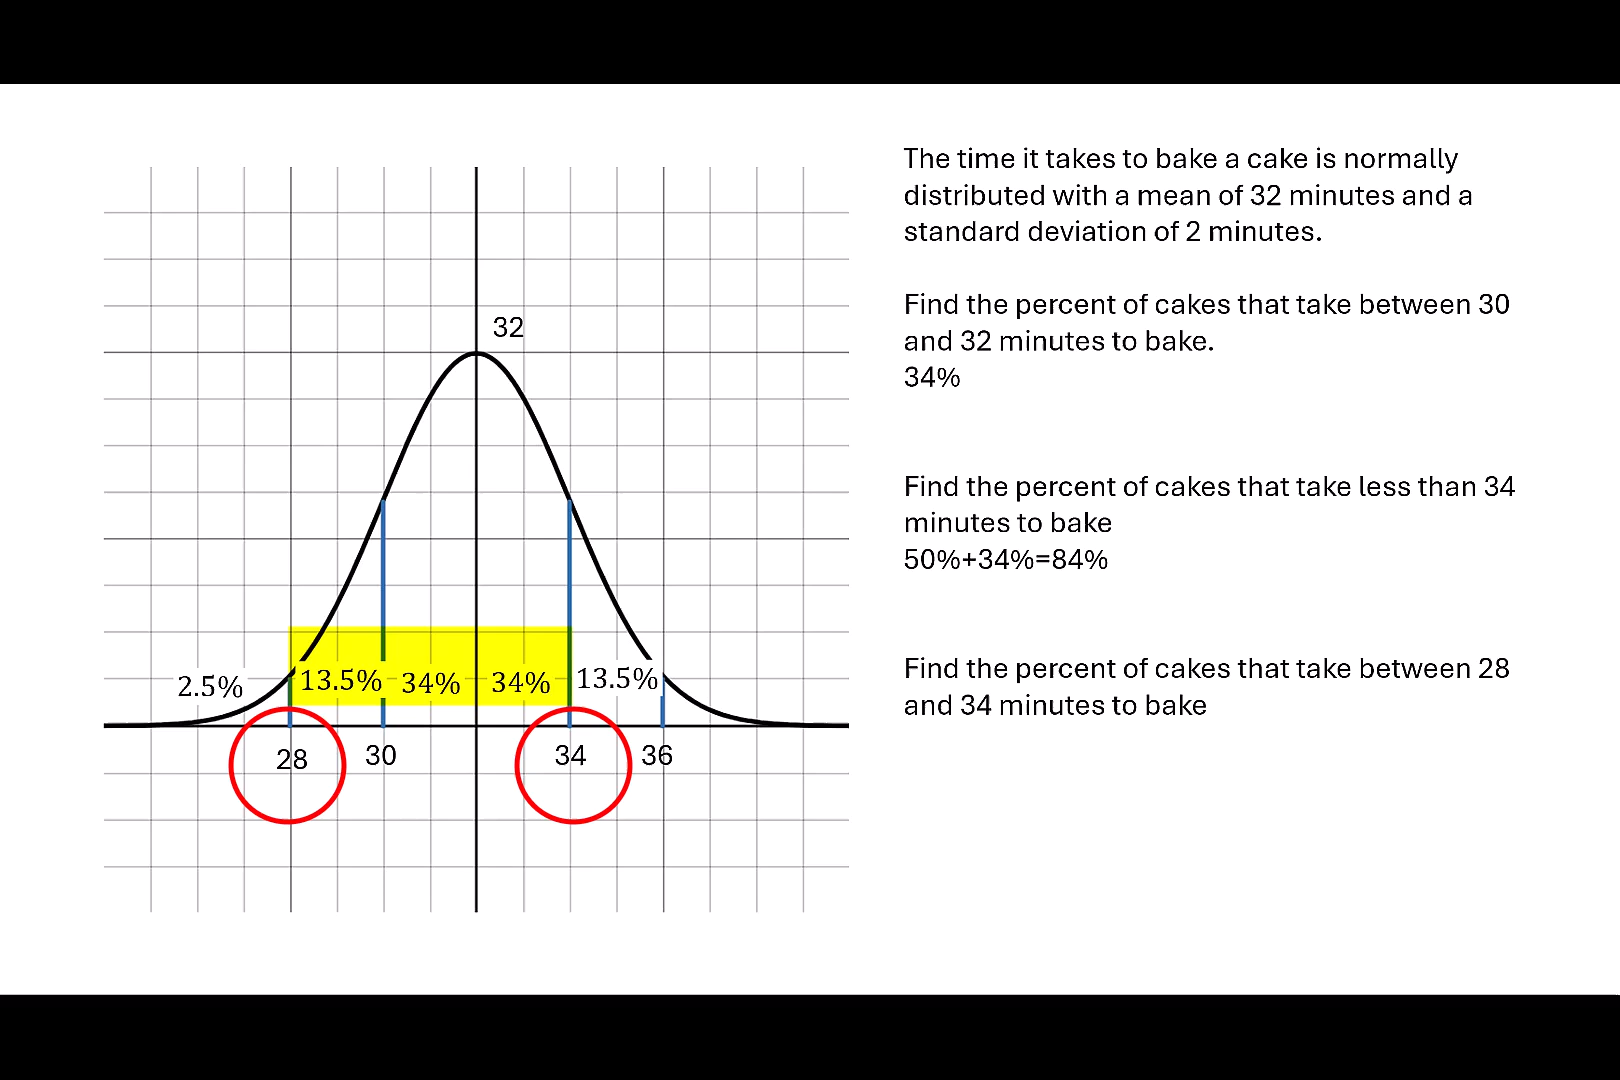 The time it takes to bake a cake is normally
distributed with a mean of 32 minutes and a
standard deviation of 2 minutes.
Find the percent of cakes that take between 30
and 32 minutes to bake.
34%
Find the percent of cakes that take less than 34
minutes to bake
50%+34%=84%
Find the percent of cakes that take between 28
and 34 minutes to bake
32
2.5% 13.5% 34% 34% 13.5%
28 30 34 36